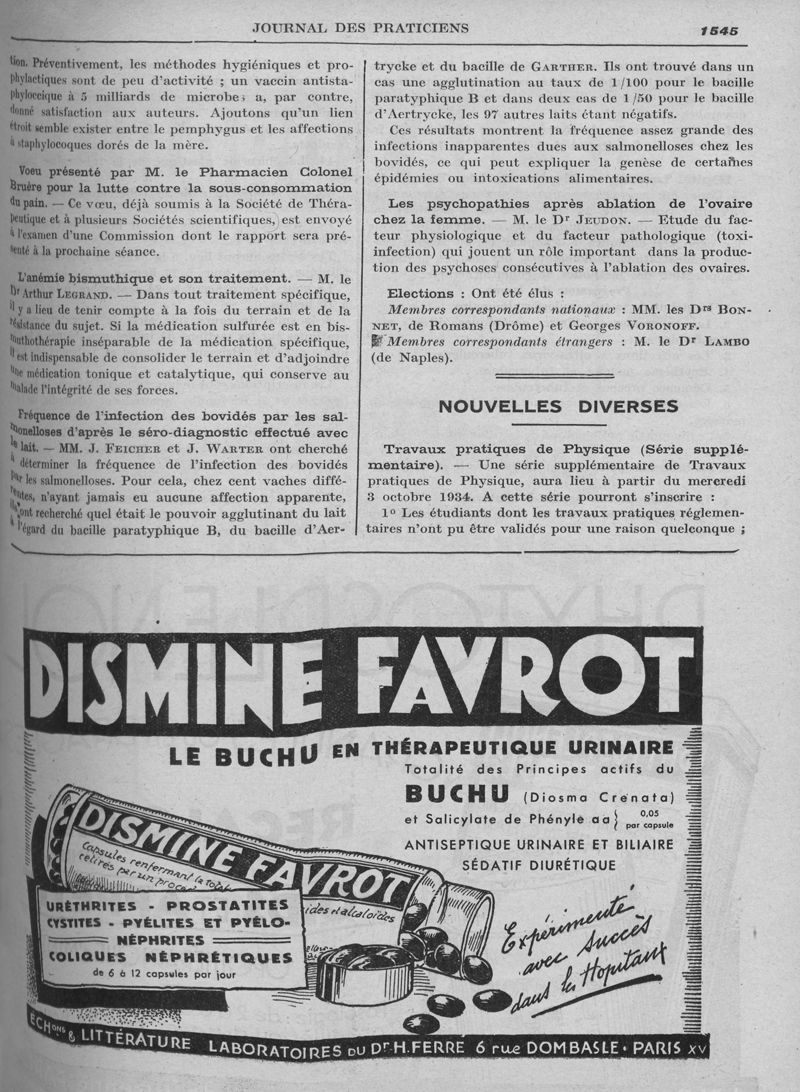 JOURNAL DES PRATICIENS
1545
tion. Préventivement, les méthodes hygiéniques et pro-
phylactiques sont de peu d'activité ; un vaccin antista-
phylococcique à 5 milliards de microbes a, par contre,
donné satisfaction aux auteurs. Ajoutons qu'un lien
étroit semble exister entre le pemphygus et les affections
à staphylocoques dorés de la mère.
Voeu présenté par M. le Pharmacien Colonel
Bruère pour la lutte contre la sous-consommation
du pain. — Ce vœu, déjà soumis à la Société de Théra-
peutique et à plusieurs Sociétés scientifiques, est envoyé
à l'examen d'une Commission dont le rapport sera pré-
senté à la prochaine séance.
L'anémie bismuthique et son traitement. — M. le
Dr Arthur LEGRAND. — Dans tout traitement spécifique,
il y a lieu de tenir compte à la fois du terrain et de la
résistance du sujet. Si la médication sulfurée est en bis-
muthothérapie inséparable de la médication spécifique,
il est indispensable de consolider le terrain et d'adjoindre
une médication tonique et catalytique, qui conserve au
malade l'intégrité de ses forces.
Fréquence de l'infection des bovidés par les sal-
monelloses d'après le séro-diagnostic effectué avec
le lait. — MM. J. FEICHER et J. WARTER ont cherché
à déterminer la fréquence de l'infection des bovidés
par les salmonelloses. Pour cela, chez cent vaches diffé-
rentes, n'ayant jamais eu aucune affection apparente,
ils ont recherché quel était le pouvoir agglutinant du lait
à l'égard du bacille paratyphique B, du bacille d'Aer-
trycke et du bacille de GARTHER. Ils ont trouvé dans un
cas une agglutination au taux de 1/100 pour le bacille
paratyphique B et dans deux cas de 1/50 pour le bacille
d'Aertrycke, les 97 autres laits étant négatifs.
Ces résultats montrent la fréquence assez grande des
infections inapparentes dues aux salmonelloses chez les
bovidés, ce qui peut expliquer la genèse de certaines
épidémies ou intoxications alimentaires.
Les psychopathies après ablation de l'ovaire
chez la femme. — M. le Dr JEUDON. — Etude du fac-
teur physiologique et du facteur pathologique (toxi-
infection) qui jouent un rôle important dans la produc-
tion des psychoses consécutives à l'ablation des ovaires.
Elections : Ont été élus :
Membres correspondants nationaux : MM. les Drs BON-
NET, de Romans (Drôme) et Georges VORONOFF.
Membres correspondants étrangers : M. le Dr LAMBO
(de Naples).
NOUVELLES DIVERSES
Travaux pratiques de Physique (Série supplé-
mentaire). — Une série supplémentaire de Travaux
pratiques de Physique, aura lieu à partir du mercredi
3 octobre 1934. A cette série pourront s'inscrire :
1º Les étudiants dont les travaux pratiques réglemen-
taires n'ont pu être validés pour une raison quelconque ;
DISMINE FAVROT
LE BUCHU EN THÉRAPEUTIQUE URINAIRE
Totalité des Principes actifs du
BUCHU (Diosma Crenata)
et Salicylate de Phényle aa } 0,05 par capsule
ANTISEPTIQUE URINAIRE ET BILIAIRE
SÉDATIF DIURÉTIQUE
DISMINE FAVROT
Capsules renfermant la Totalité
retirés par un procédé
ides et alcaloïdes
URÉTHRITES - PROSTATITES
CYSTITES - PYÉLITES ET PYÉLO-
NÉPHRITES
COLIQUES NÉPHRÉTIQUES
de 6 à 12 capsules par jour
Expérimenté
avec Succès
dans les Hopitaux
ECHons & LITTÉRATURE LABORATOIRES DU Dr H. FERRÉ 6 rue DOMBASLE • PARIS XV